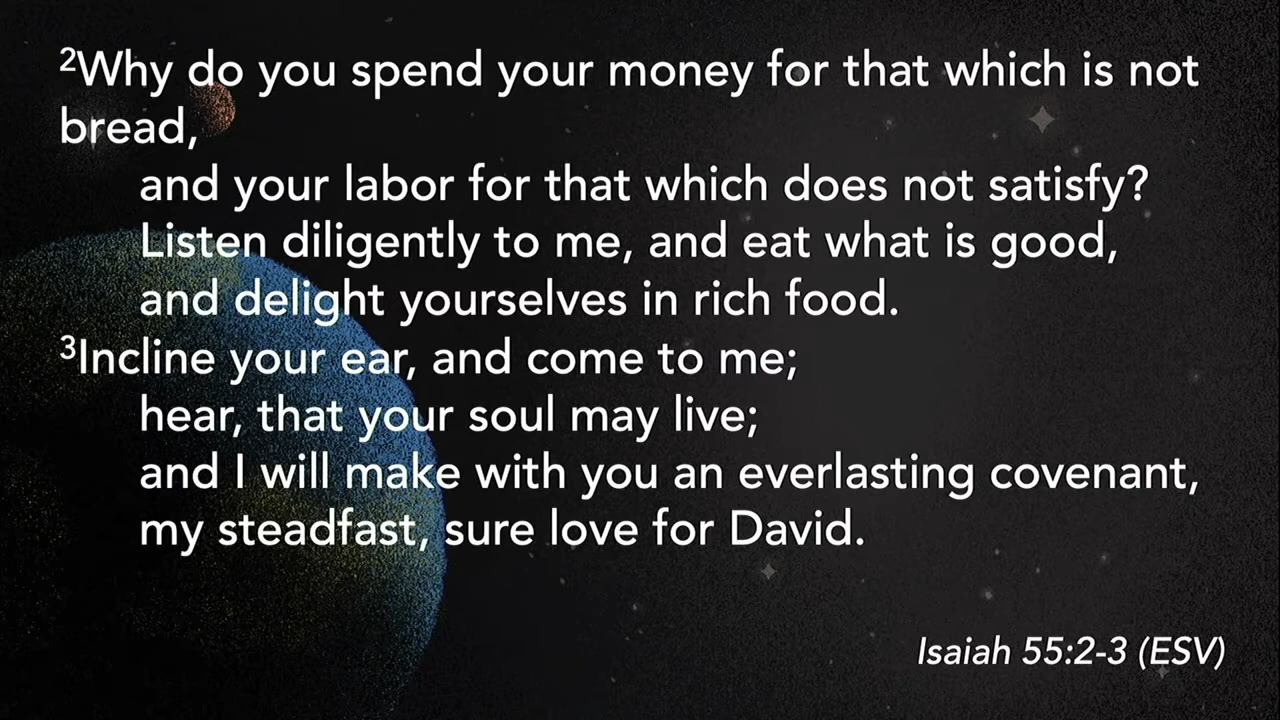 ²Why do you spend your money for that which is not
bread,
and your labor for that which does not satisfy?
Listen diligently to me, and eat what is good,
and delight yourselves in rich food.
³Incline your ear, and come to me;
hear, that your soul may live;
and I will make with you an everlasting covenant,
my steadfast, sure love for David.
Isaiah 55:2-3 (ESV)